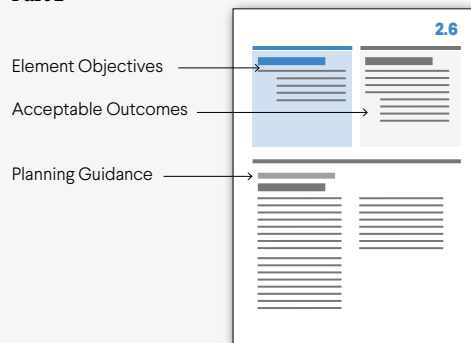 2.6
Element Objectives
Acceptable Outcomes
Planning Guidance